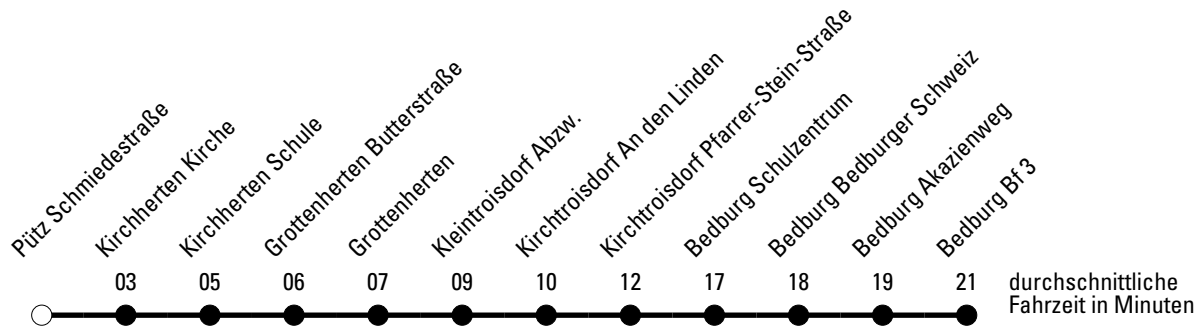 Pütz Schmiedestraße
Kirchherten Kirche
Kirchherten Schule
Grottenherten Butterstraße
Grottenherten
Kleintroisdorf Abzw.
Kirchtroisdorf An den Linden
Kirchtroisdorf Pfarrer-Stein-Straße
Bedburg Schulzentrum
Bedburg Bedburger Schweiz
Bedburg Akazienweg
Bedburg Bf 3
03 05 06 07 09 10 12 17 18 19 21
durchschnittliche
Fahrzeit in Minuten